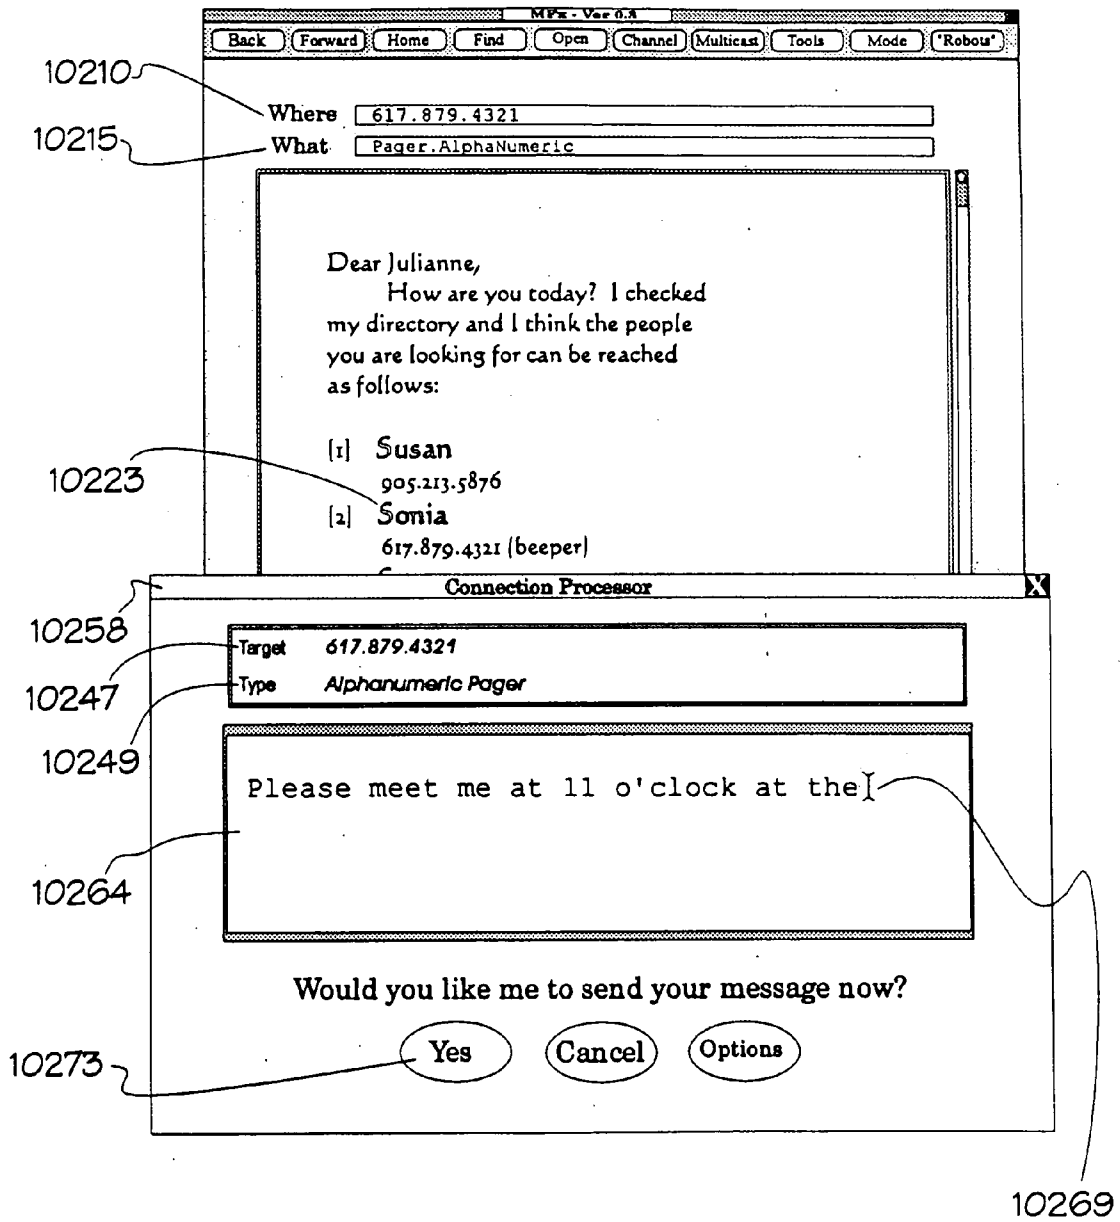 MFx - Ver 0.8
Back Forward Home Find Open Channel Multicast Tools Mode "Robots"
10210
Where 617.879.4321
10215
What Pager.AlphaNumeric
Dear Julianne,
How are you today? I checked
my directory and I think the people
you are looking for can be reached
as follows:
[1] Susan
905.213.5876
10223
[2] Sonia
617.879.4321 (beeper)
Connection Processor X
10258
Target 617.879.4321
10247
Type Alphanumeric Pager
10249
Please meet me at 11 o'clock at the
10264
Would you like me to send your message now?
Yes Cancel Options
10273
10269